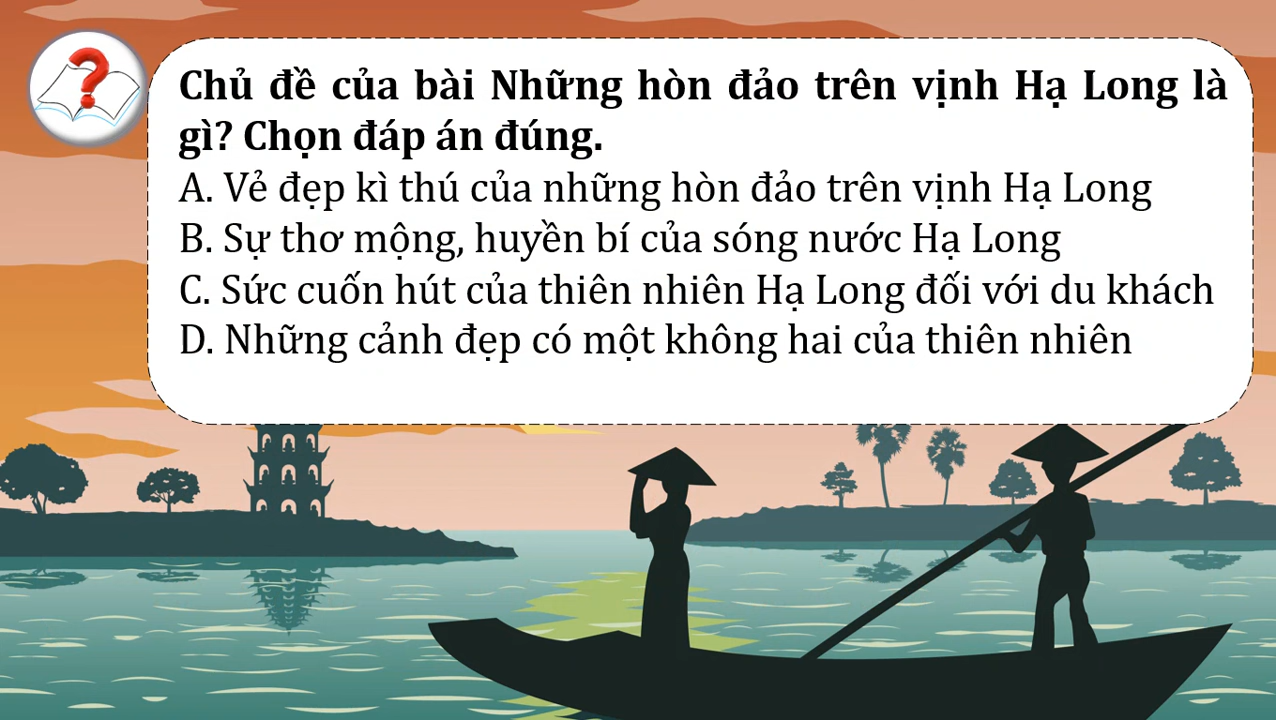 Chủ đề của bài Những hòn đảo trên vịnh Hạ Long là
gì? Chọn đáp án đúng.
A. Vẻ đẹp kì thú của những hòn đảo trên vịnh Hạ Long
B. Sự thơ mộng, huyền bí của sóng nước Hạ Long
C. Sức cuốn hút của thiên nhiên Hạ Long đối với du khách
D. Những cảnh đẹp có một không hai của thiên nhiên